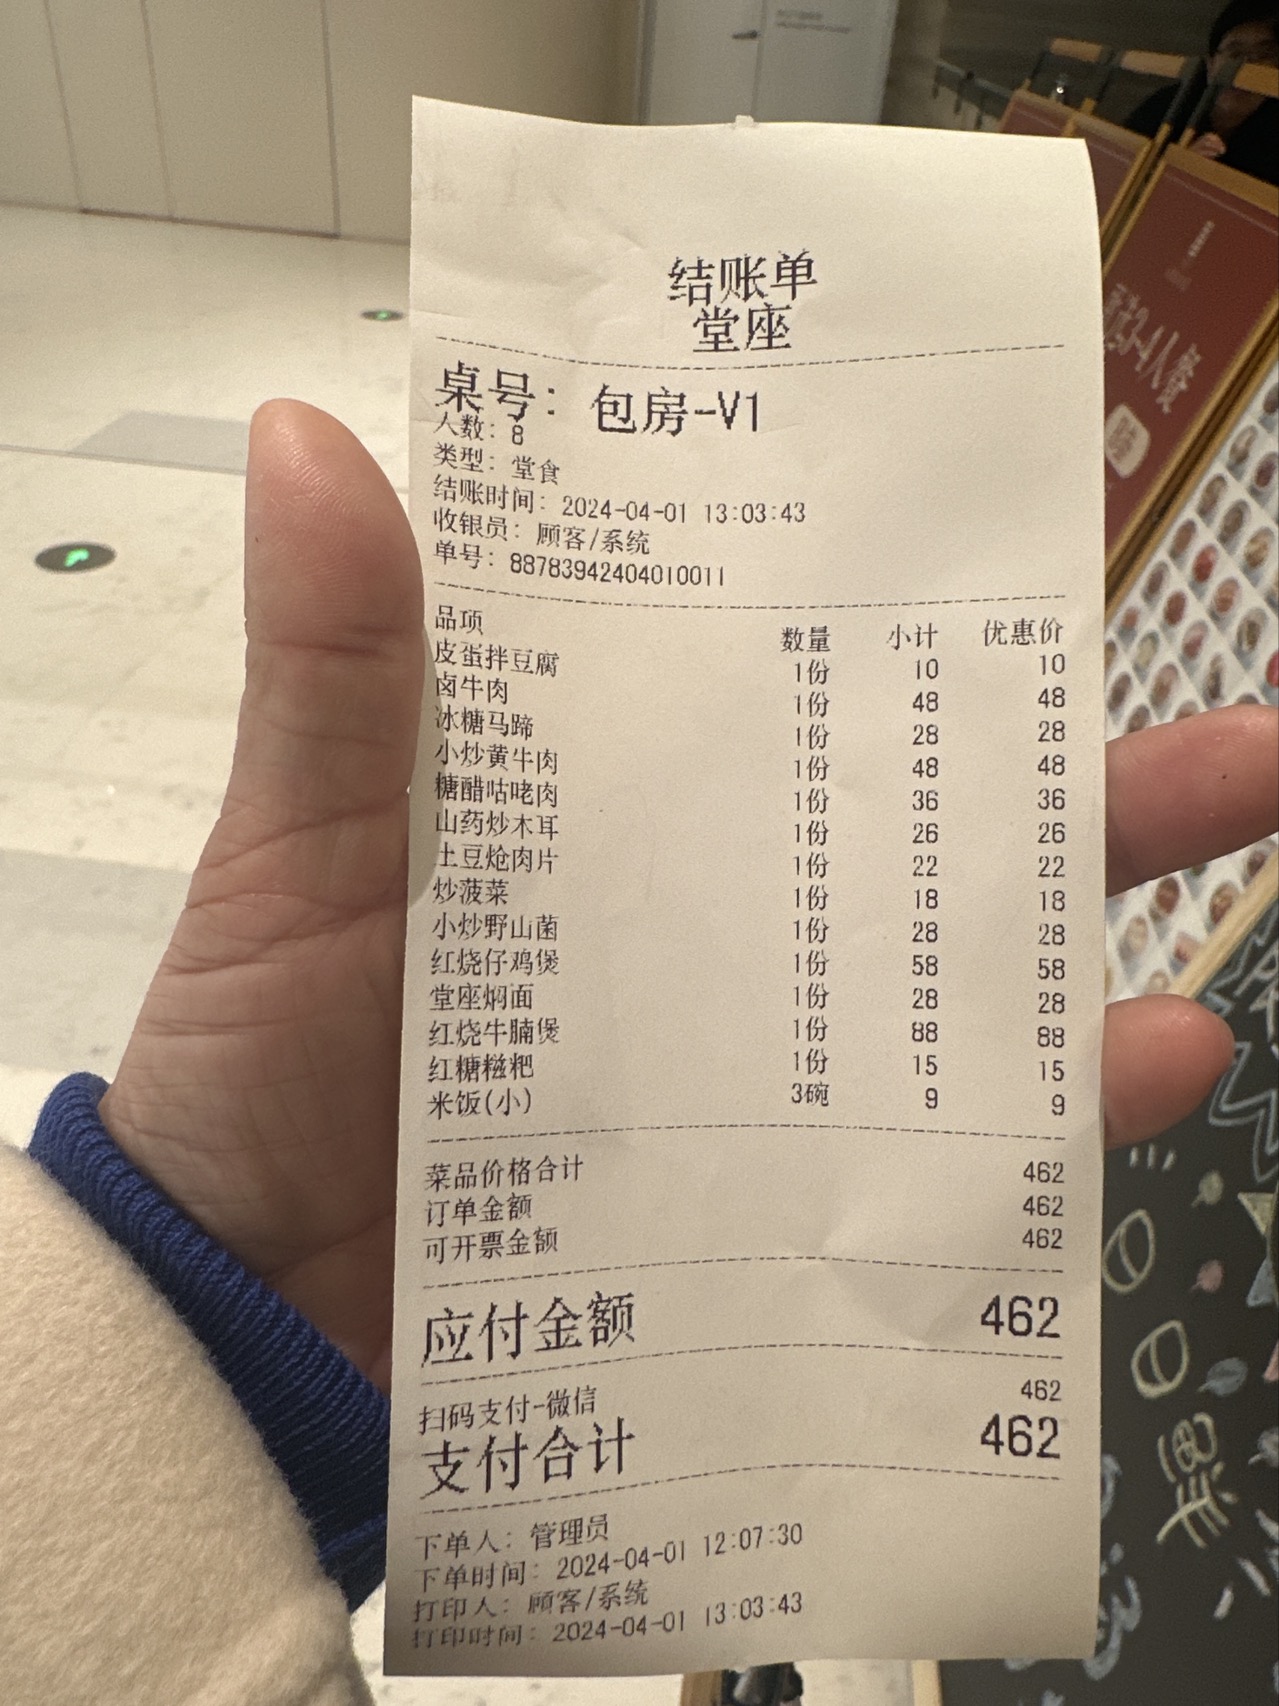 结账单
堂座
桌号: 包房-V1
人数: 8
类型: 堂食
结账时间: 2024-04-01 13:03:43
收银员: 顾客/系统
单号: 88783942404010011
品项 数量 小计 优惠价
皮蛋拌豆腐 1份 10 10
卤牛肉 1份 48 48
冰糖马蹄 1份 28 28
小炒黄牛肉 1份 48 48
糖醋咕咾肉 1份 36 36
山药炒木耳 1份 26 26
土豆炝肉片 1份 22 22
炒菠菜 1份 18 18
小炒野山菌 1份 28 28
红烧仔鸡煲 1份 58 58
堂座焖面 1份 28 28
红烧牛腩煲 1份 88 88
红糖糍粑 1份 15 15
米饭(小) 3碗 9 9
菜品价格合计 462
订单金额 462
可开票金额 462
应付金额 462
扫码支付-微信 462
支付合计 462
下单人: 管理员
下单时间: 2024-04-01 12:07:30
打印人: 顾客/系统
打印时间: 2024-04-01 13:03:43
3-4人餐
鲜